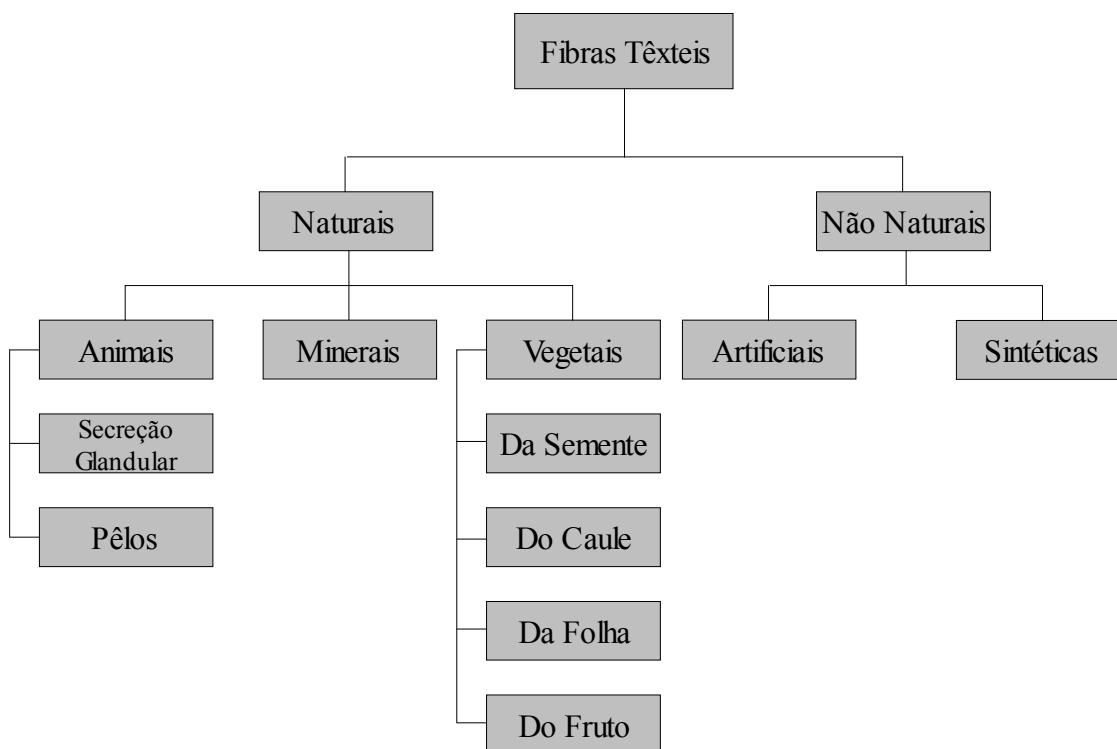 Fibras Têxteis
Naturais
Não Naturais
Animais
Minerais
Vegetais
Artificiais
Sintéticas
Secreção
Glandular
Da Semente
Pêlos
Do Caule
Da Folha
Do Fruto